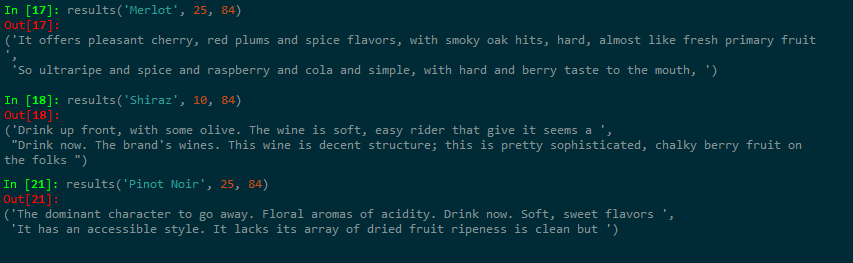 In [17]: results('Merlot', 25, 84)
Out[17]:
('It offers pleasant cherry, red plums and spice flavors, with smoky oak hits, hard, almost like fresh primary fruit
',
'So ultraripe and spice and raspberry and cola and simple, with hard and berry taste to the mouth, ')
In [18]: results('Shiraz', 10, 84)
Out[18]:
('Drink up front, with some olive. The wine is soft, easy rider that give it seems a ',
"Drink now. The brand's wines. This wine is decent structure; this is pretty sophisticated, chalky berry fruit on
the folks ")
In [21]: results('Pinot Noir', 25, 84)
Out[21]:
('The dominant character to go away. Floral aromas of acidity. Drink now. Soft, sweet flavors ',
'It has an accessible style. It lacks its array of dried fruit ripeness is clean but ')